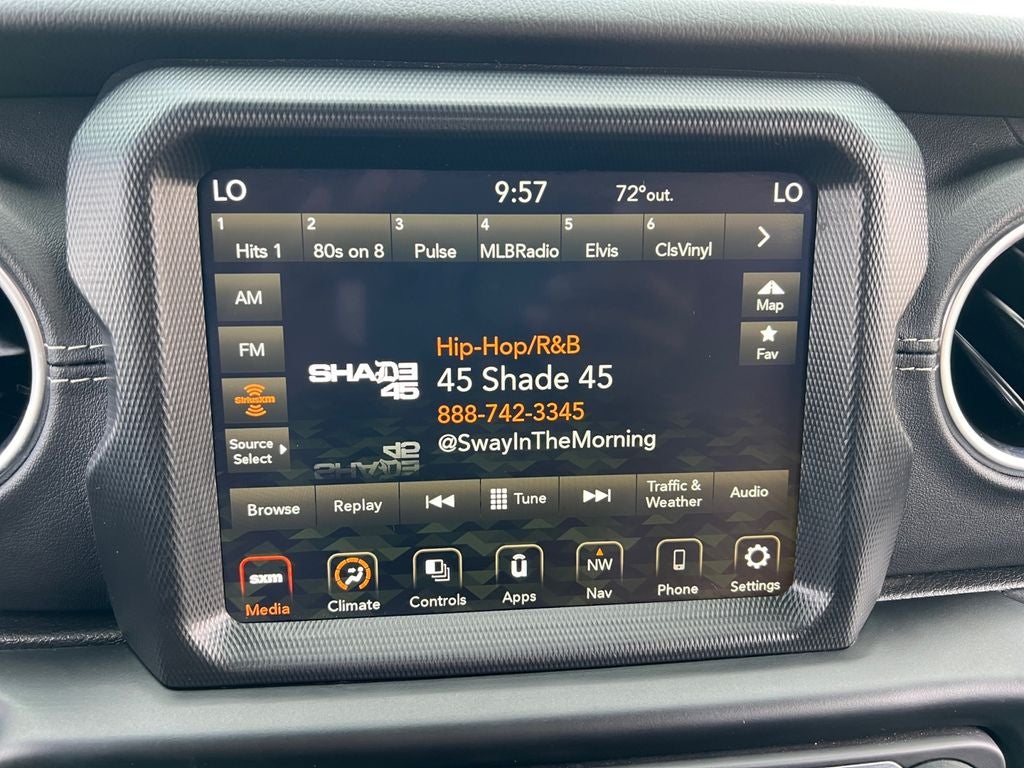 LO 9:57 72°out. LO
1 2 3 4 5 6
Hits 1 80s on 8 Pulse MLBRadio Elvis ClsVinyl
AM
Map
FM
Fav
SiriusXM
Source
Select
SHADE
45
Hip-Hop/R&B
45 Shade 45
888-742-3345
@SwayInTheMorning
Browse Replay Tune Traffic &
Weather Audio
sxm NW
Media Climate Controls Apps Nav Phone Settings